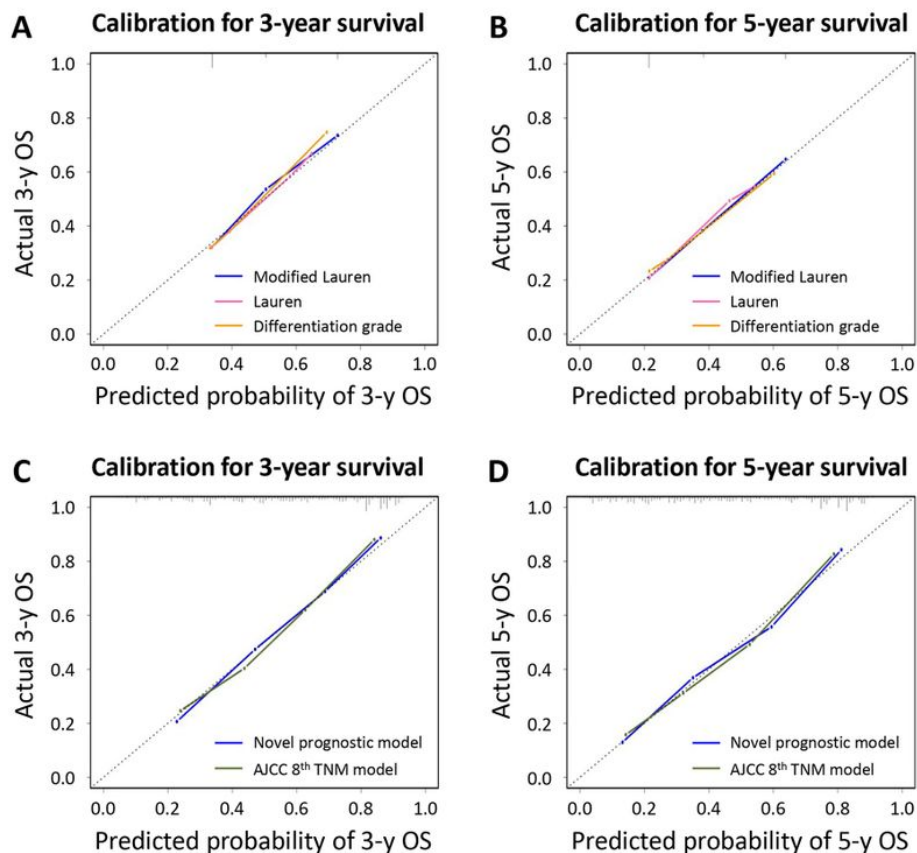 A Calibration for 3-year survival
Actual 3-y OS
1.0
0.8
0.6
0.4
0.2
0.0
Modified Lauren
Lauren
Differentiation grade
0.0 0.2 0.4 0.6 0.8 1.0
Predicted probability of 3-y OS
B Calibration for 5-year survival
Actual 5-y OS
1.0
0.8
0.6
0.4
0.2
0.0
Modified Lauren
Lauren
Differentiation grade
0.0 0.2 0.4 0.6 0.8 1.0
Predicted probability of 5-y OS
C Calibration for 3-year survival
Actual 3-y OS
1.0
0.8
0.6
0.4
0.2
0.0
Novel prognostic model
AJCC 8th TNM model
0.0 0.2 0.4 0.6 0.8 1.0
Predicted probability of 3-y OS
D Calibration for 5-year survival
Actual 5-y OS
1.0
0.8
0.6
0.4
0.2
0.0
Novel prognostic model
AJCC 8th TNM model
0.0 0.2 0.4 0.6 0.8 1.0
Predicted probability of 5-y OS